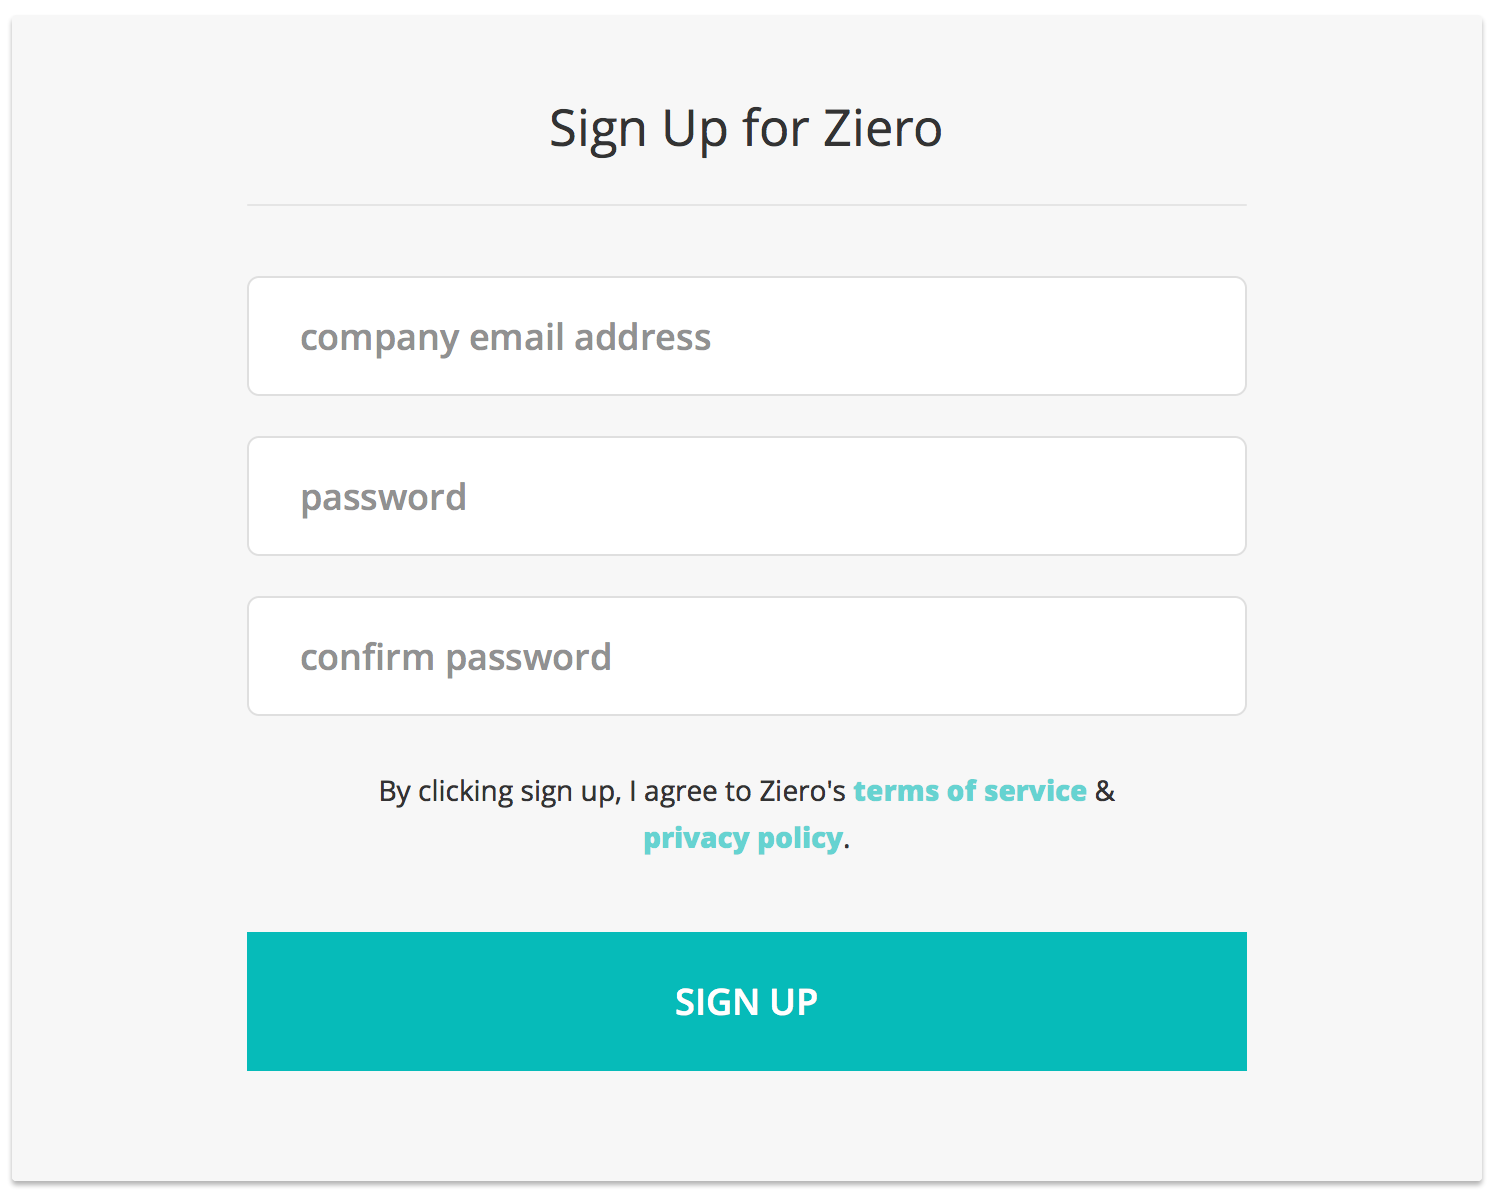 Sign Up for Ziero
company email address
password
confirm password
By clicking sign up, I agree to Ziero's terms of service &
privacy policy.
SIGN UP